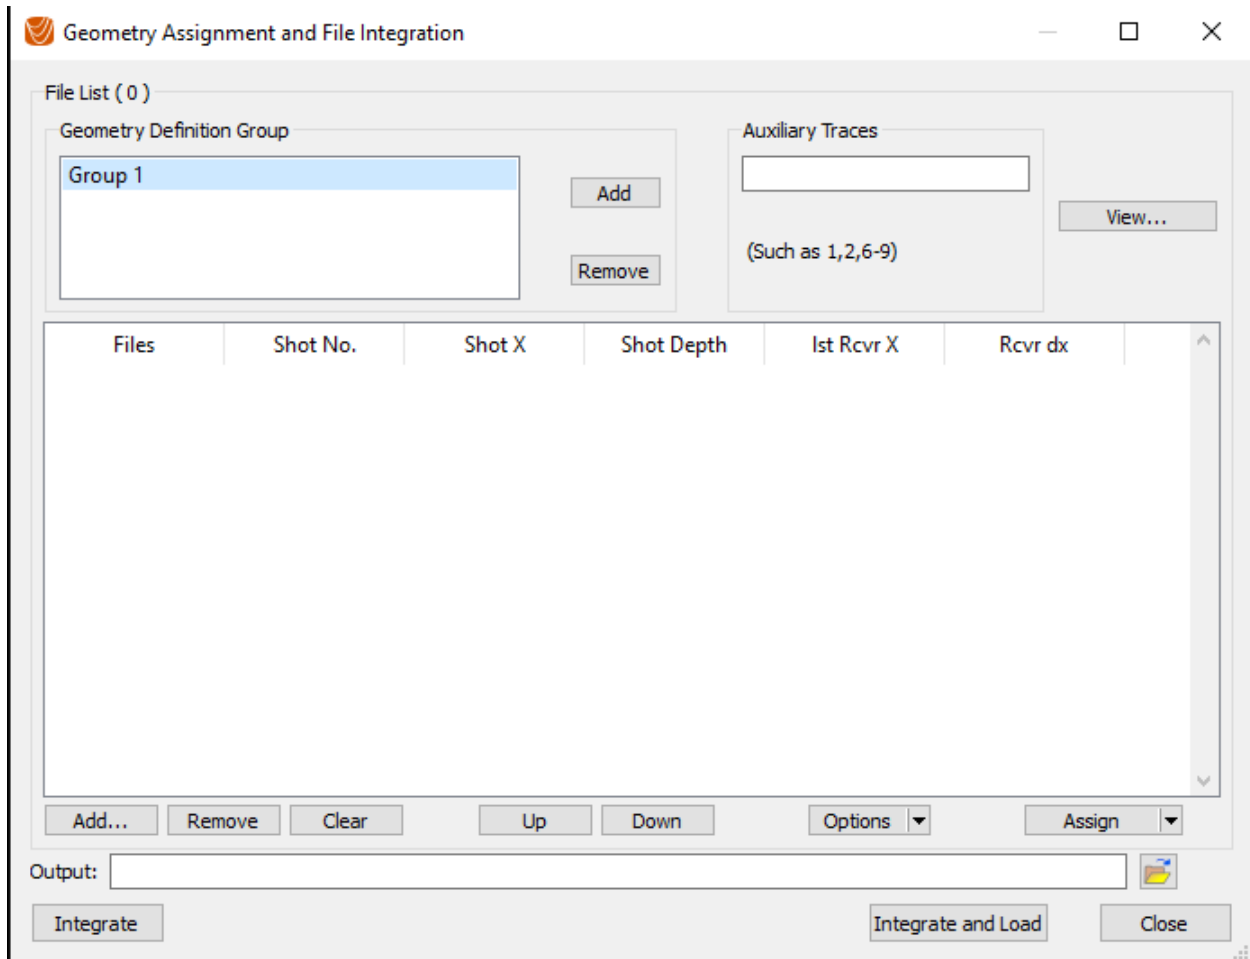 Geometry Assignment and File Integration
File List ( 0 )
Geometry Definition Group
Auxiliary Traces
Group 1
Add
View...
(Such as 1,2,6-9)
Remove
Files Shot No. Shot X Shot Depth Ist Rcvr X Rcvr dx
Add... Remove Clear Up Down Options Assign
Output:
Integrate Integrate and Load Close